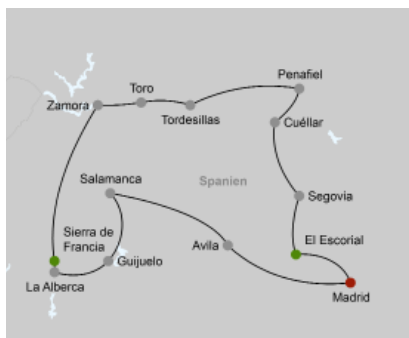 Penafiel
Toro
Zamora
Tordesillas
Cuéllar
Salamanca
Spanien
Segovia
Sierra de
Francia
Avila
El Escorial
Guijuelo
La Alberca
Madrid